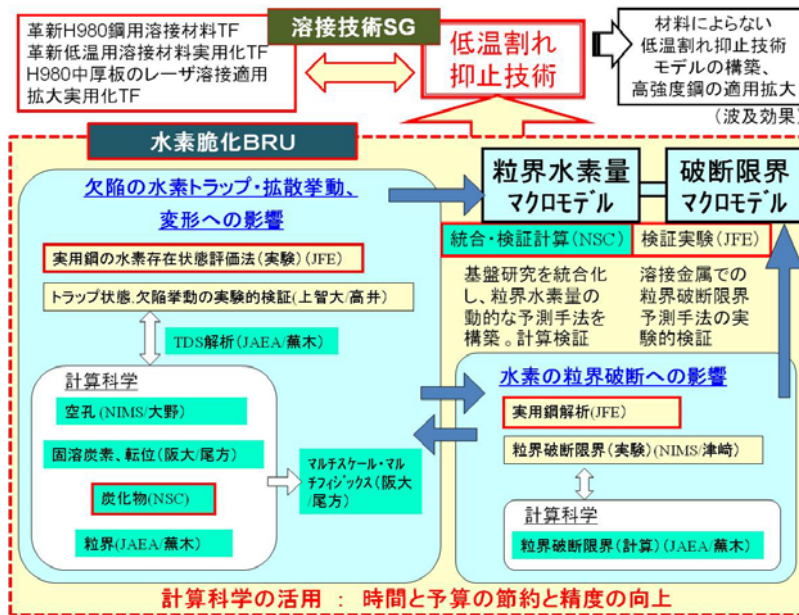 革新H980鋼用溶接材料TF
革新低温用溶接材料実用化TF
H980中厚板のレーザ溶接適用
拡大実用化TF
溶接技術SG
低温割れ
抑止技術
材料によらない
低温割れ抑止技術
モデルの構築、
高強度鋼の適用拡大
(波及効果)
水素脆化BRU
欠陥の水素トラップ・拡散挙動、
変形への影響
実用鋼の水素存在状態評価法(実験)(JFE)
トラップ状態,欠陥挙動の実験的検証(上智大/高井)
TDS解析(JAEA/蕪木)
計算科学
空孔(NIMS/大野)
固溶炭素、転位(阪大/尾方)
炭化物(NSC)
粒界(JAEA/蕪木)
マルチスケール・マル
チフィジックス(阪大
/尾方)
粒界水素量
マクロモデル
破断限界
マクロモデル
統合・検証計算(NSC)
検証実験(JFE)
基盤研究を統合化
し、粒界水素量の
動的な予測手法を
構築。計算検証
溶接金属での
粒界破断限界
予測手法の実
験的検証
水素の粒界破断への影響
実用鋼解析(JFE)
粒界破断限界(実験)(NIMS/津﨑)
計算科学
粒界破断限界(計算)(JAEA/蕪木)
計算科学の活用 : 時間と予算の節約と精度の向上